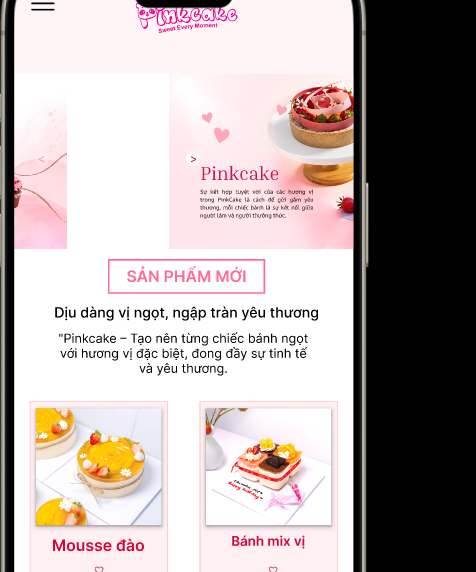 Pinkcake
Sweet Every Moment
<
>
Pinkcake
Sự kết hợp tuyệt vời của các hương vị
trong PinkCake là cách để gởi gắm yêu
thương, mỗi chiếc bánh là sự kết nối giữa
người làm và người thưởng thức.
SẢN PHẨM MỚI
Dịu dàng vị ngọt, ngập tràn yêu thương
"Pinkcake – Tạo nên từng chiếc bánh ngọt
với hương vị đặc biệt, đong đầy sự tinh tế
và yêu thương.
Mousse đào
Bánh mix vị